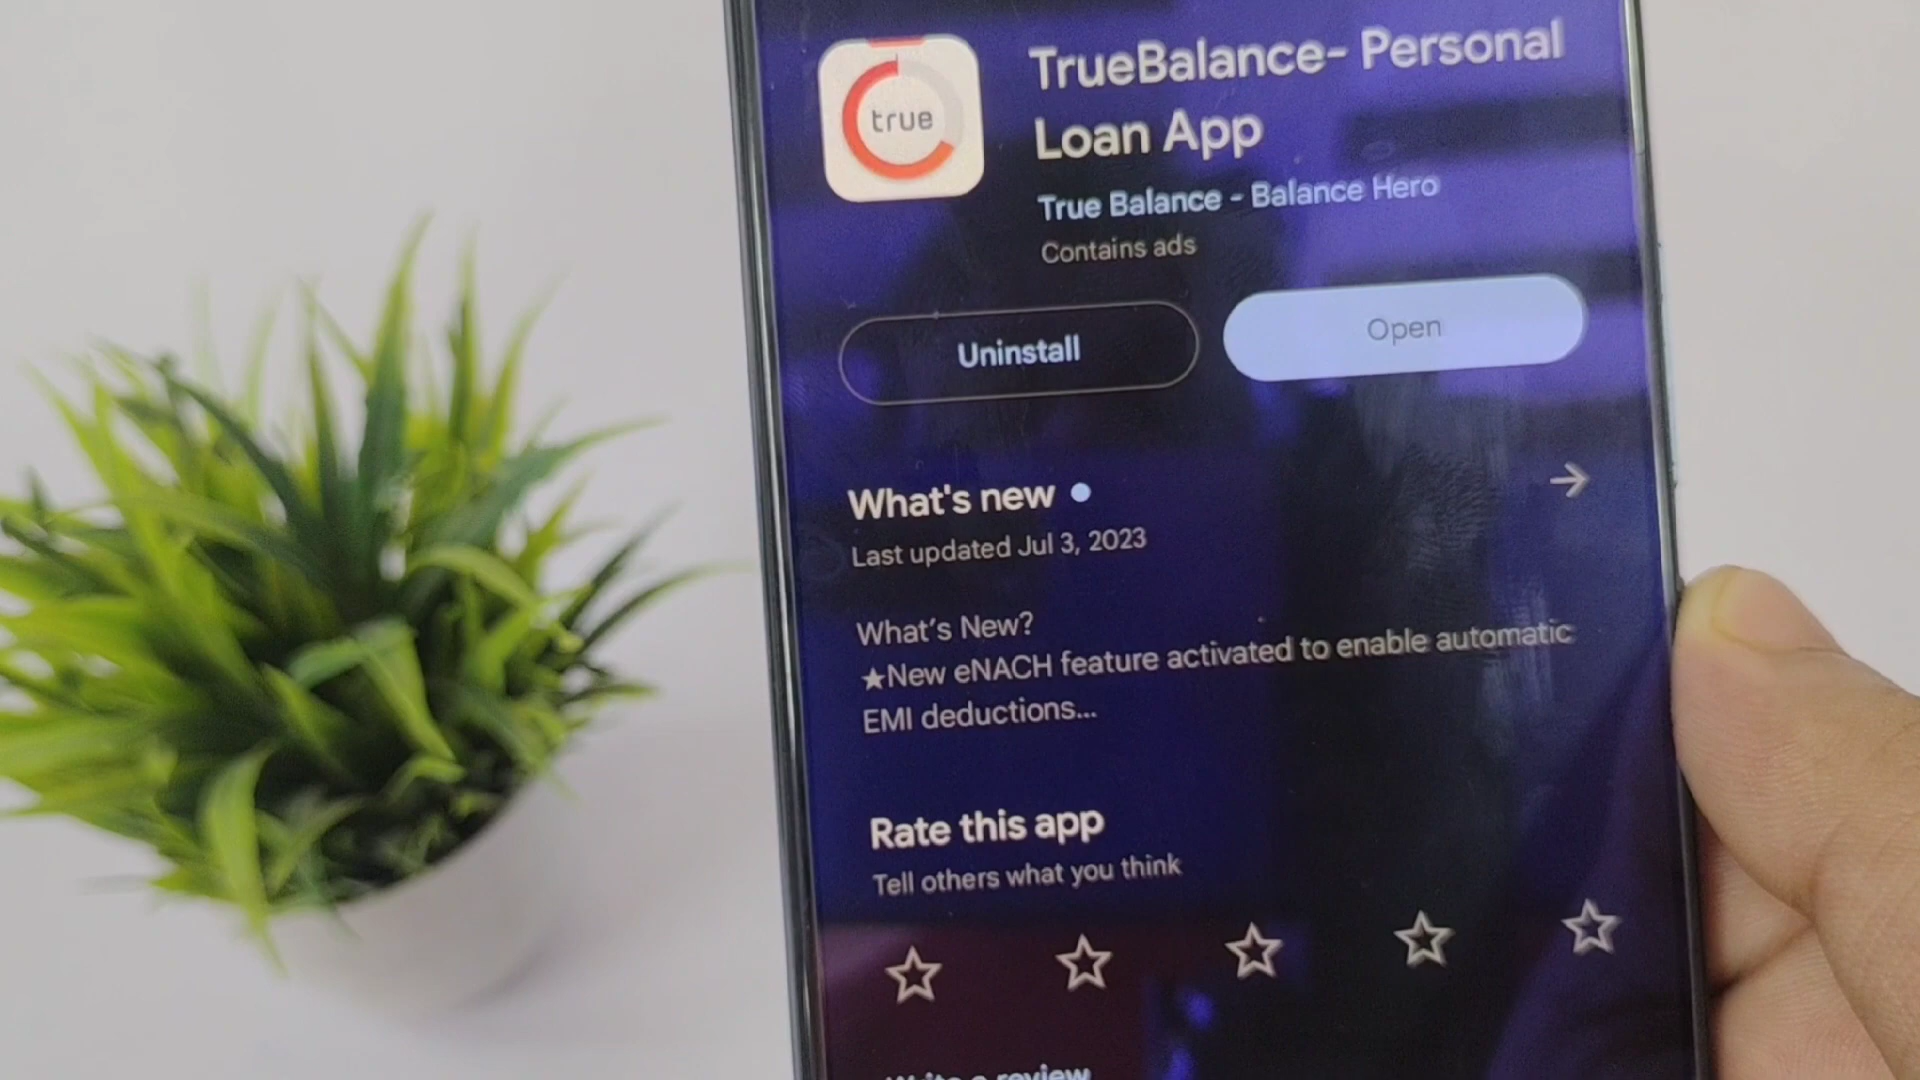 true
TrueBalance- Personal
Loan App
True Balance - Balance Hero
Contains ads
Uninstall
Open
What's new
Last updated Jul 3, 2023
What's New?
★New eNACH feature activated to enable automatic
EMI deductions...
Rate this app
Tell others what you think
Write a review